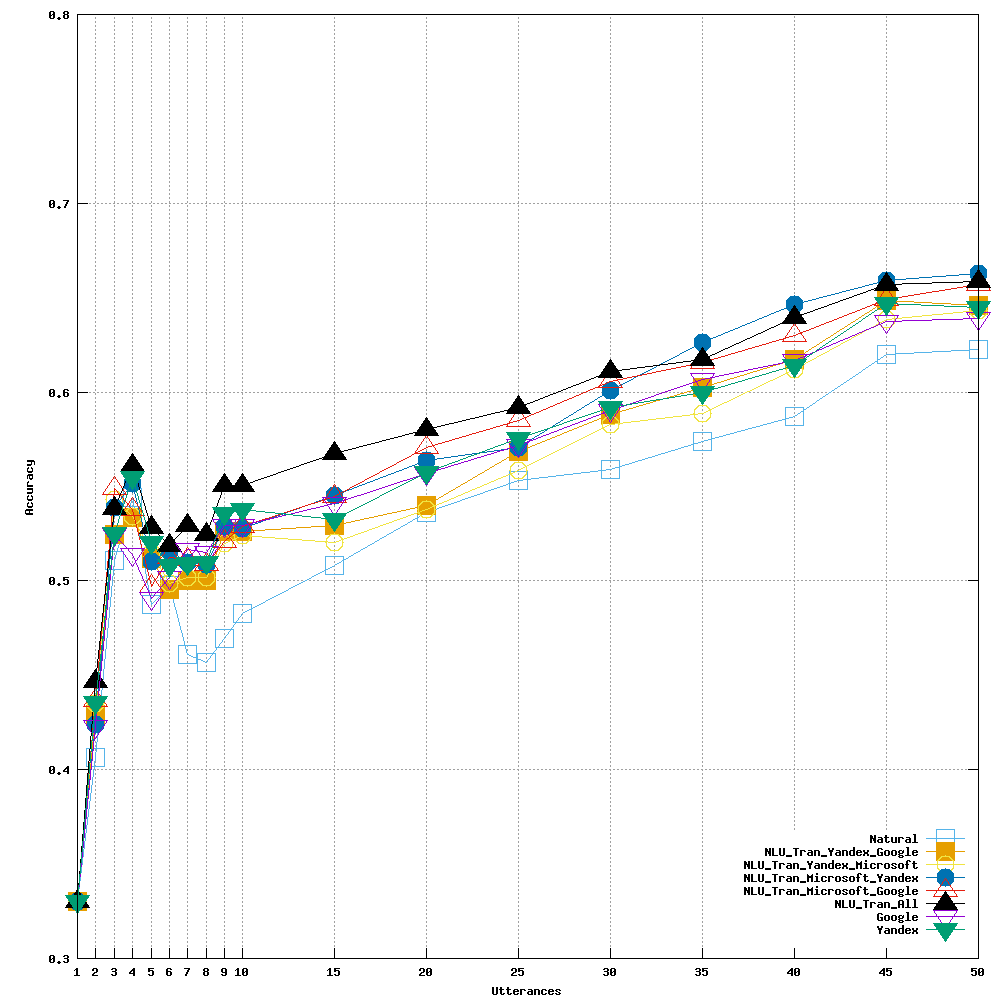 0.8
0.7
0.6
0.5
0.4
0.3
Accuracy
Natural
NLU_Tran_Yandex_Google
NLU_Tran_Yandex_Microsoft
NLU_Tran_Microsoft_Yandex
NLU_Tran_Microsoft_Google
NLU_Tran_All
Google
Yandex
1 2 3 4 5 6 7 8 9 10 15 20 25 30 35 40 45 50
Utterances